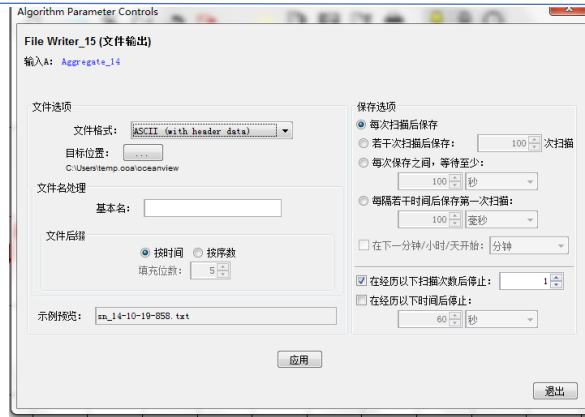 Algorithm Parameter Controls
File Writer_15 (文件输出)
输入A: Aggregate_14
文件选项
文件格式: ASCII (with header data)
目标位置: ...
C:\Users\temp.ooa\oceanview
文件名处理
基本名:
文件后缀
按时间 按序数
填充位数: 5
示例预览: sn_14-10-19-858.txt
保存选项
每次扫描后保存
若干次扫描后保存: 100 次扫描
每次保存之间，等待至少:
100 秒
每隔若干时间后保存第一次扫描:
100 毫秒
在下一分钟/小时/天开始: 分钟
在经历以下扫描次数后停止: 1
在经历以下时间后停止:
60 秒
应用
退出